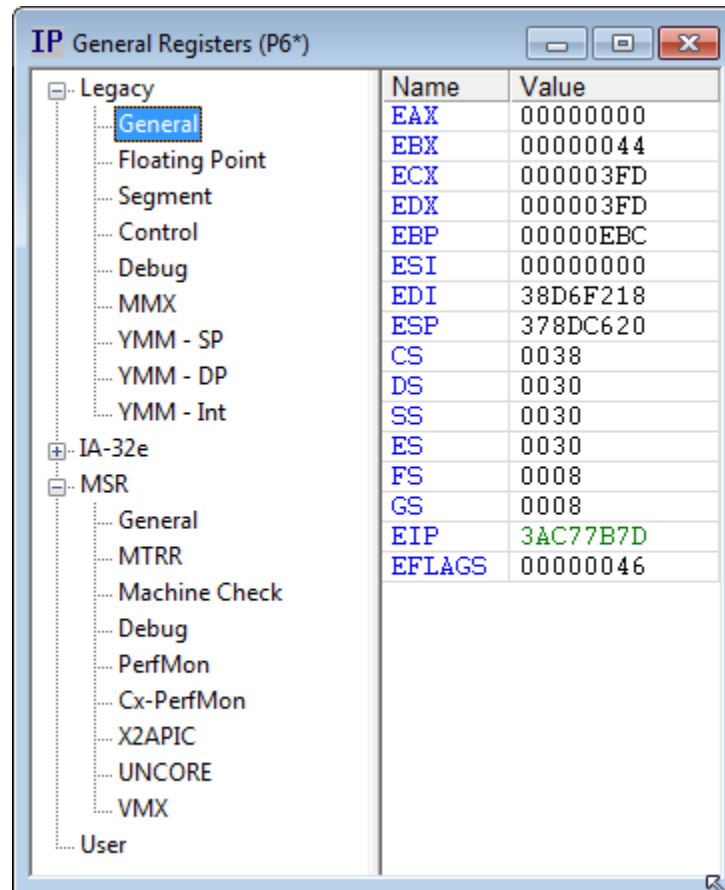 IP General Registers (P6*)
Legacy
General
Floating Point
Segment
Control
Debug
MMX
YMM - SP
YMM - DP
YMM - Int
IA-32e
MSR
General
MTRR
Machine Check
Debug
PerfMon
Cx-PerfMon
X2APIC
UNCORE
VMX
User
Name Value
EAX 00000000
EBX 00000044
ECX 000003FD
EDX 000003FD
EBP 00000EBC
ESI 00000000
EDI 38D6F218
ESP 378DC620
CS 0038
DS 0030
SS 0030
ES 0030
FS 0008
GS 0008
EIP 3AC77B7D
EFLAGS 00000046